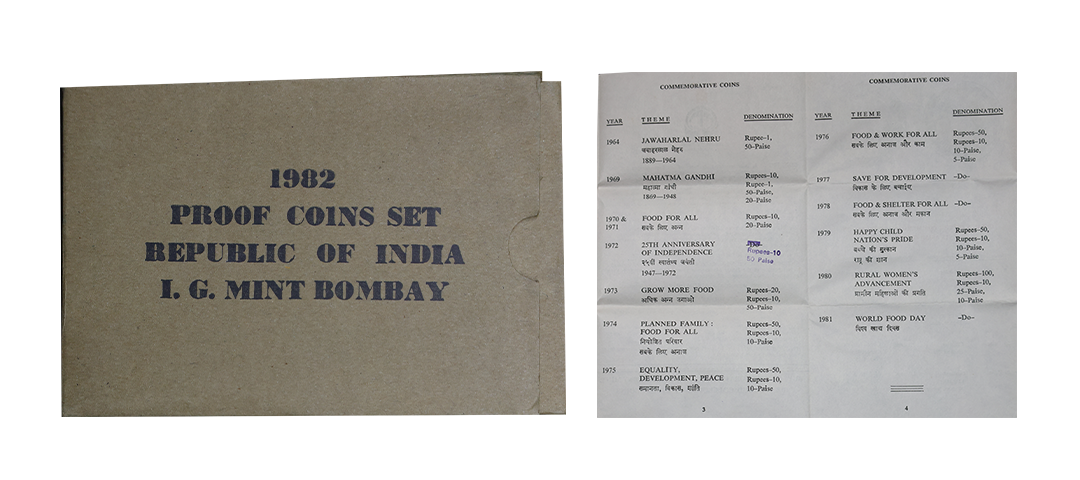 1982
PROOF COINS SET
REPUBLIC OF INDIA
I. G. MINT BOMBAY
COMMEMORATIVE COINS
YEAR THEME DENOMINATION
1964 JAWAHARLAL NEHRU Rupee-1,
जवाहरलाल नेहरू 50-Paise
1889—1964
1969 MAHATMA GANDHI Rupees-10,
महात्मा गांधी Rupee-1,
1869—1948 50-Paise,
20-Paise
1970 & FOOD FOR ALL Rupees-10,
1971 सबके लिए अन्न 20-Paise
1972 25TH ANNIVERSARY
OF INDEPENDENCE Rupees-10
२५वीं स्वातंत्र्य जयंती 50 Paise
1947—1972
1973 GROW MORE FOOD Rupees-20,
अधिक अन्न उगाओ Rupees-10,
50-Paise
1974 PLANNED FAMILY : Rupees-50,
FOOD FOR ALL Rupees-10,
नियोजित परिवार 10-Paise
सबके लिए अनाज
1975 EQUALITY, Rupees-50,
DEVELOPMENT, PEACE Rupees-10,
समानता, विकास, शांति 10-Paise
3
COMMEMORATIVE COINS
YEAR THEME DENOMINATION
1976 FOOD & WORK FOR ALL Rupees-50,
सबके लिए अनाज और काम Rupees-10,
10-Paise,
5-Paise
1977 SAVE FOR DEVELOPMENT -Do-
विकास के लिए बचाईए
1978 FOOD & SHELTER FOR ALL -Do-
सबके लिए अनाज और मकान
1979 HAPPY CHILD Rupees-50,
NATION'S PRIDE Rupees-10,
बच्चे की मुस्कान 10-Paise,
राष्ट्र की शान 5-Paise
1980 RURAL WOMEN'S Rupees-100,
ADVANCEMENT Rupees-10,
ग्रामीण महिलाओं की प्रगति 25-Paise,
10-Paise
1981 WORLD FOOD DAY -Do-
विश्व खाद्य दिवस
4